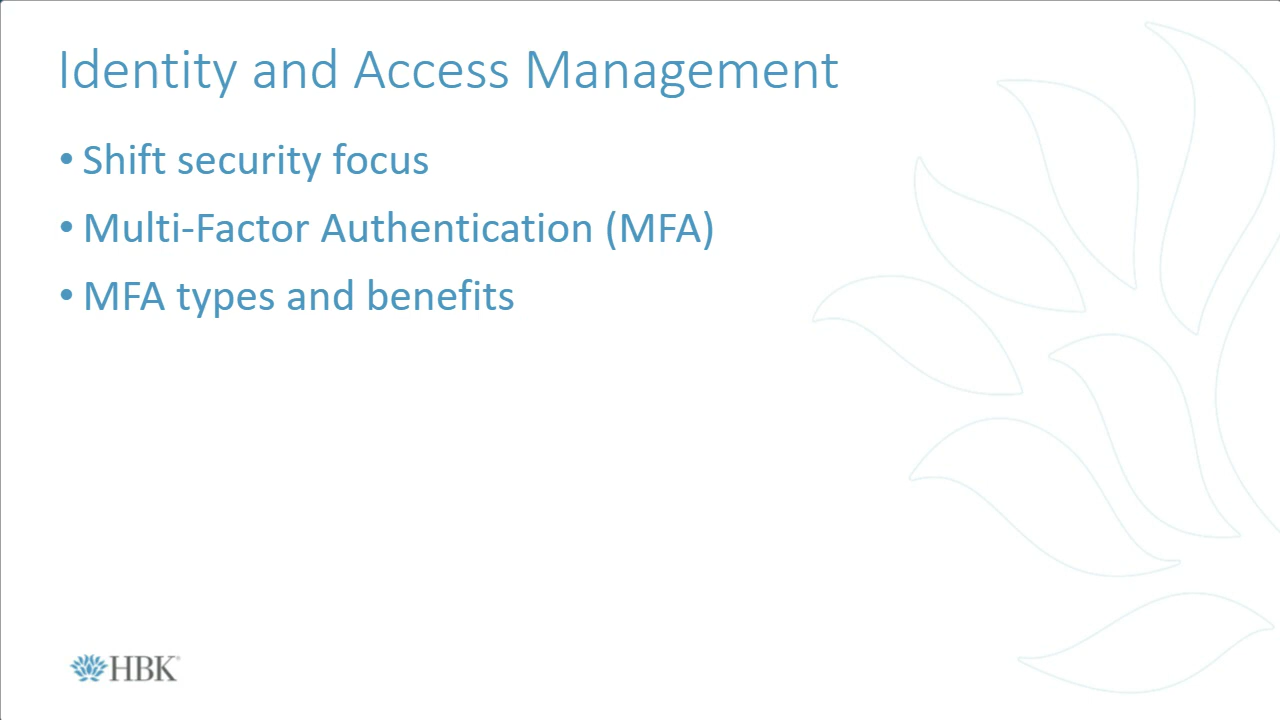 Identity and Access Management
• Shift security focus
• Multi-Factor Authentication (MFA)
• MFA types and benefits
HBK